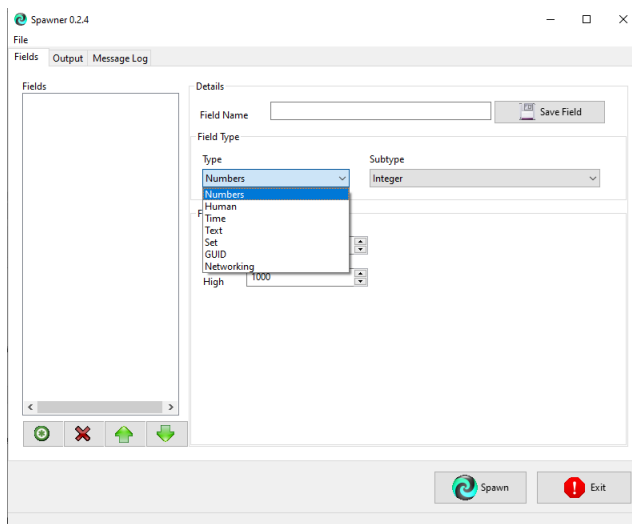 Spawner 0.2.4
File
Fields Output Message Log
Fields
Details
Field Name
Save Field
Field Type
Type Subtype
Numbers Integer
Numbers
Human
Time
Text
Set
GUID
Networking
High 1000
Spawn Exit